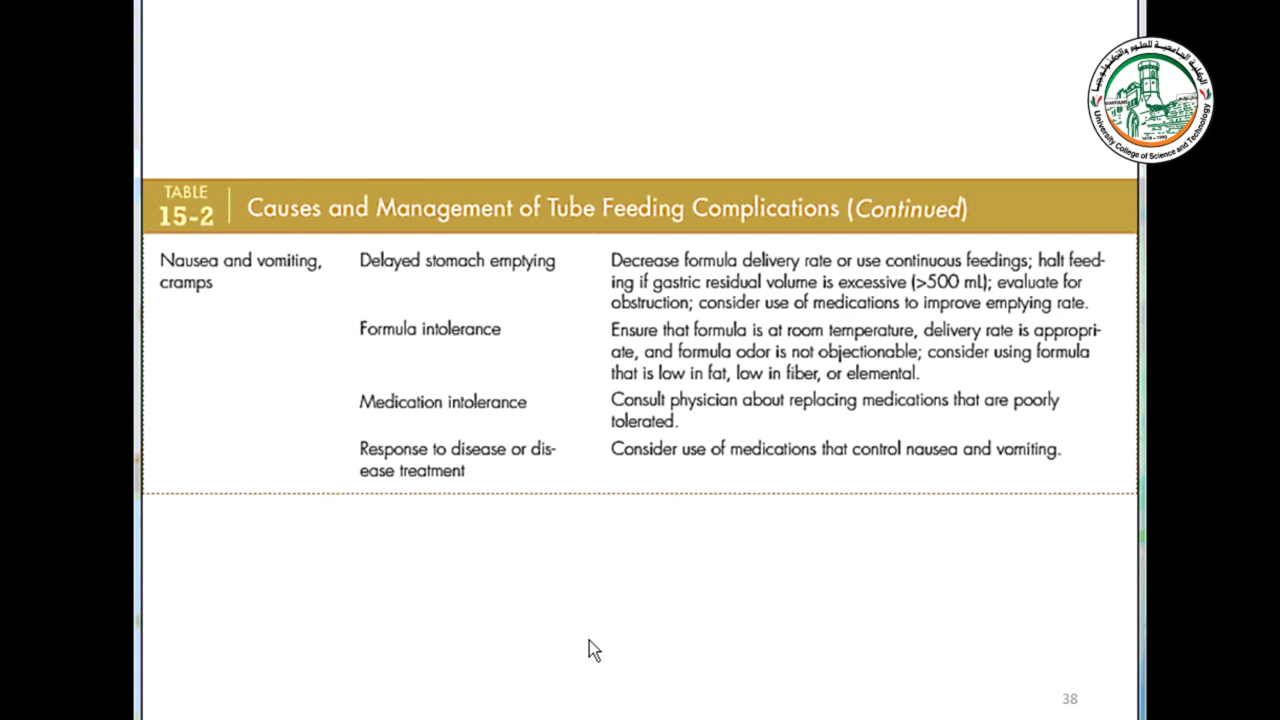 الكلية الجامعية للعلوم والتكنولوجيا
University College of Science and Technology
TABLE
15-2
Causes and Management of Tube Feeding Complications (Continued)
Nausea and vomiting,
cramps
Delayed stomach emptying
Decrease formula delivery rate or use continuous feedings; halt feed-
ing if gastric residual volume is excessive (>500 mL); evaluate for
obstruction; consider use of medications to improve emptying rate.
Formula intolerance
Ensure that formula is at room temperature, delivery rate is appropri-
ate, and formula odor is not objectionable; consider using formula
that is low in fat, low in fiber, or elemental.
Medication intolerance
Consult physician about replacing medications that are poorly
tolerated.
Response to disease or dis-
ease treatment
Consider use of medications that control nausea and vomiting.
38